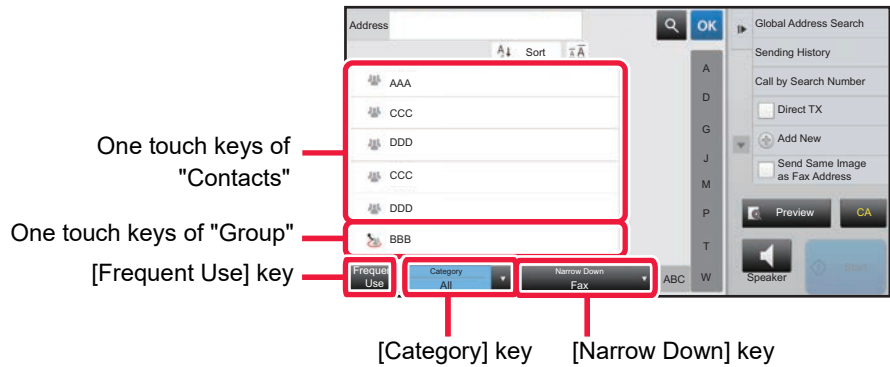 Address
OK
Sort
AAA
CCC
DDD
CCC
DDD
BBB
Frequen
Use
Category
All
Narrow Down
Fax
ABC
A
D
G
J
M
P
T
W
Global Address Search
Sending History
Call by Search Number
Direct TX
Add New
Send Same Image
as Fax Address
Preview
CA
Speaker
Start
One touch keys of
"Contacts"
One touch keys of "Group"
[Frequent Use] key
[Category] key
[Narrow Down] key